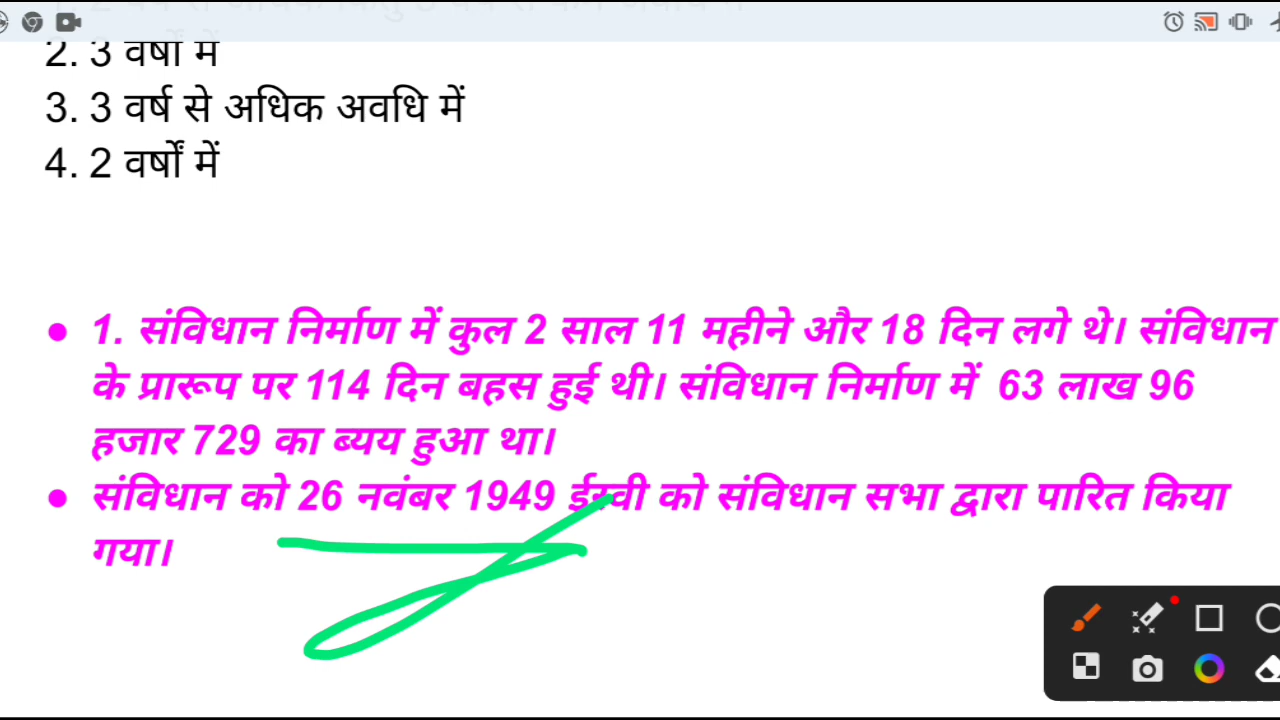 2. 3 वर्षों में
3. 3 वर्ष से अधिक अवधि में
4. 2 वर्षों में
● 1. संविधान निर्माण में कुल 2 साल 11 महीने और 18 दिन लगे थे। संविधान
के प्रारूप पर 114 दिन बहस हुई थी। संविधान निर्माण में 63 लाख 96
हजार 729 का ब्यय हुआ था।
● संविधान को 26 नवंबर 1949 ईस्वी को संविधान सभा द्वारा पारित किया
गया।